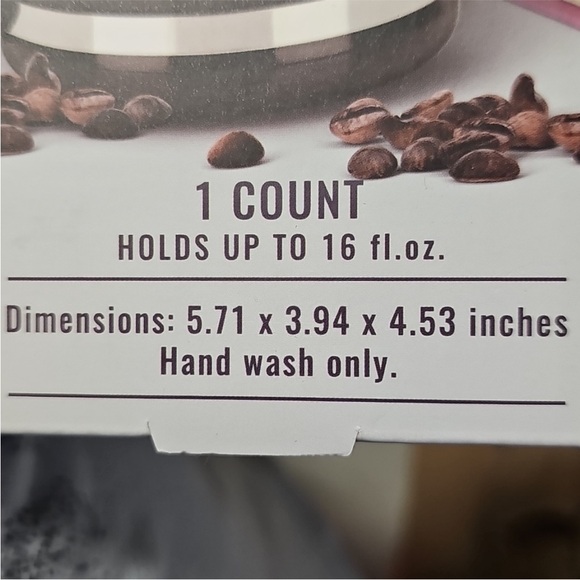 1 COUNT
HOLDS UP TO 16 fl.oz.
Dimensions: 5.71 x 3.94 x 4.53 inches
Hand wash only.